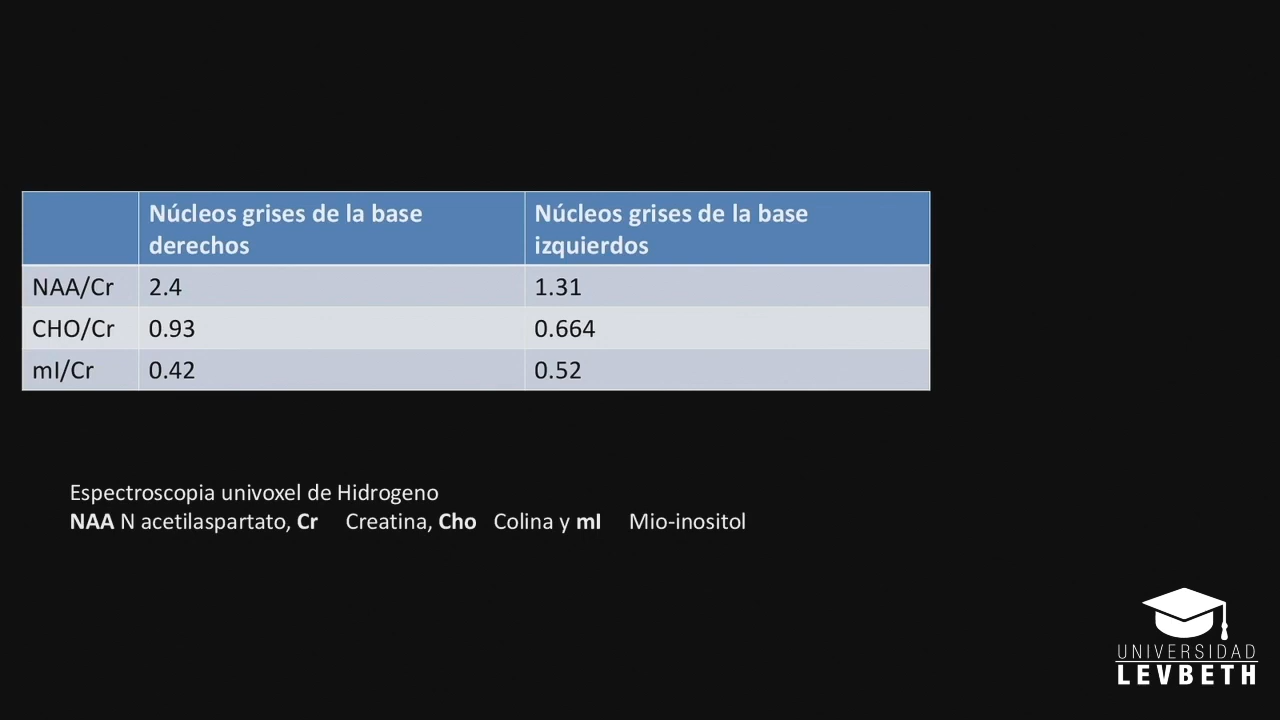 Núcleos grises de la base derechos
Núcleos grises de la base izquierdos
NAA/Cr 2.4 1.31
CHO/Cr 0.93 0.664
mI/Cr 0.42 0.52
Espectroscopia univoxel de Hidrogeno
NAA N acetilaspartato, Cr Creatina, Cho Colina y mI Mio-inositol
UNIVERSIDAD
LEVBETH